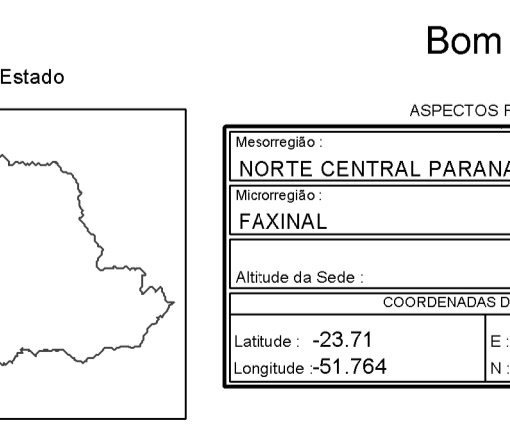 Bom
Estado
ASPECTOS
Mesorregião :
NORTE CENTRAL PARANA
Microrregião :
FAXINAL
Altitude da Sede :
COORDENADAS D
Latitude : -23.71
E :
Longitude :-51.764
N :